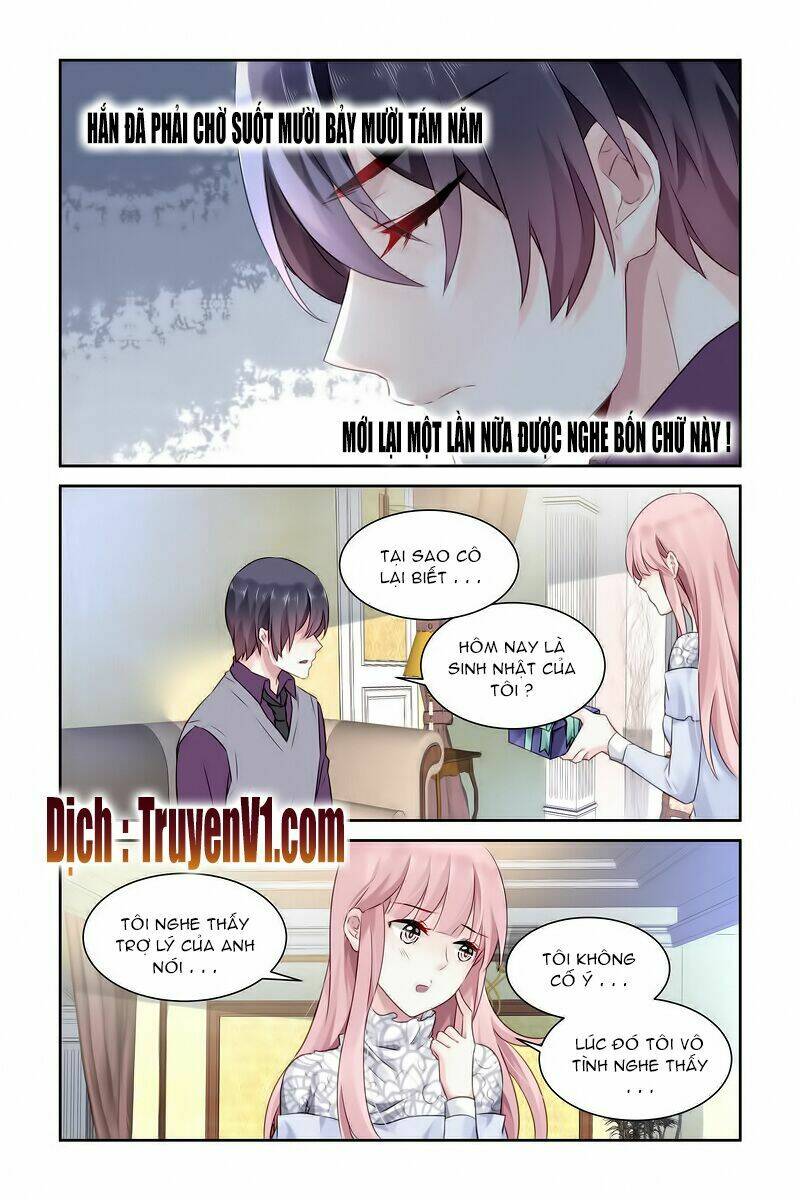 HẮN ĐÃ PHẢI CHỜ SUỐT MƯỜI BẢY MƯỜI TÁM NĂM
MỚI LẠI MỘT LẦN NỮA ĐƯỢC NGHE BỐN CHỮ NÀY !
TẠI SAO CÔ
LẠI BIẾT . . .
HÔM NAY LÀ
SINH NHẬT CỦA
TÔI ?
Dịch : TruyenV1.com
TÔI NGHE THẤY
TRỢ LÝ CỦA ANH
NÓI . . .
TÔI KHÔNG
CỐ Ý . . .
LÚC ĐÓ TÔI VÔ
TÌNH NGHE THẤY
. . .